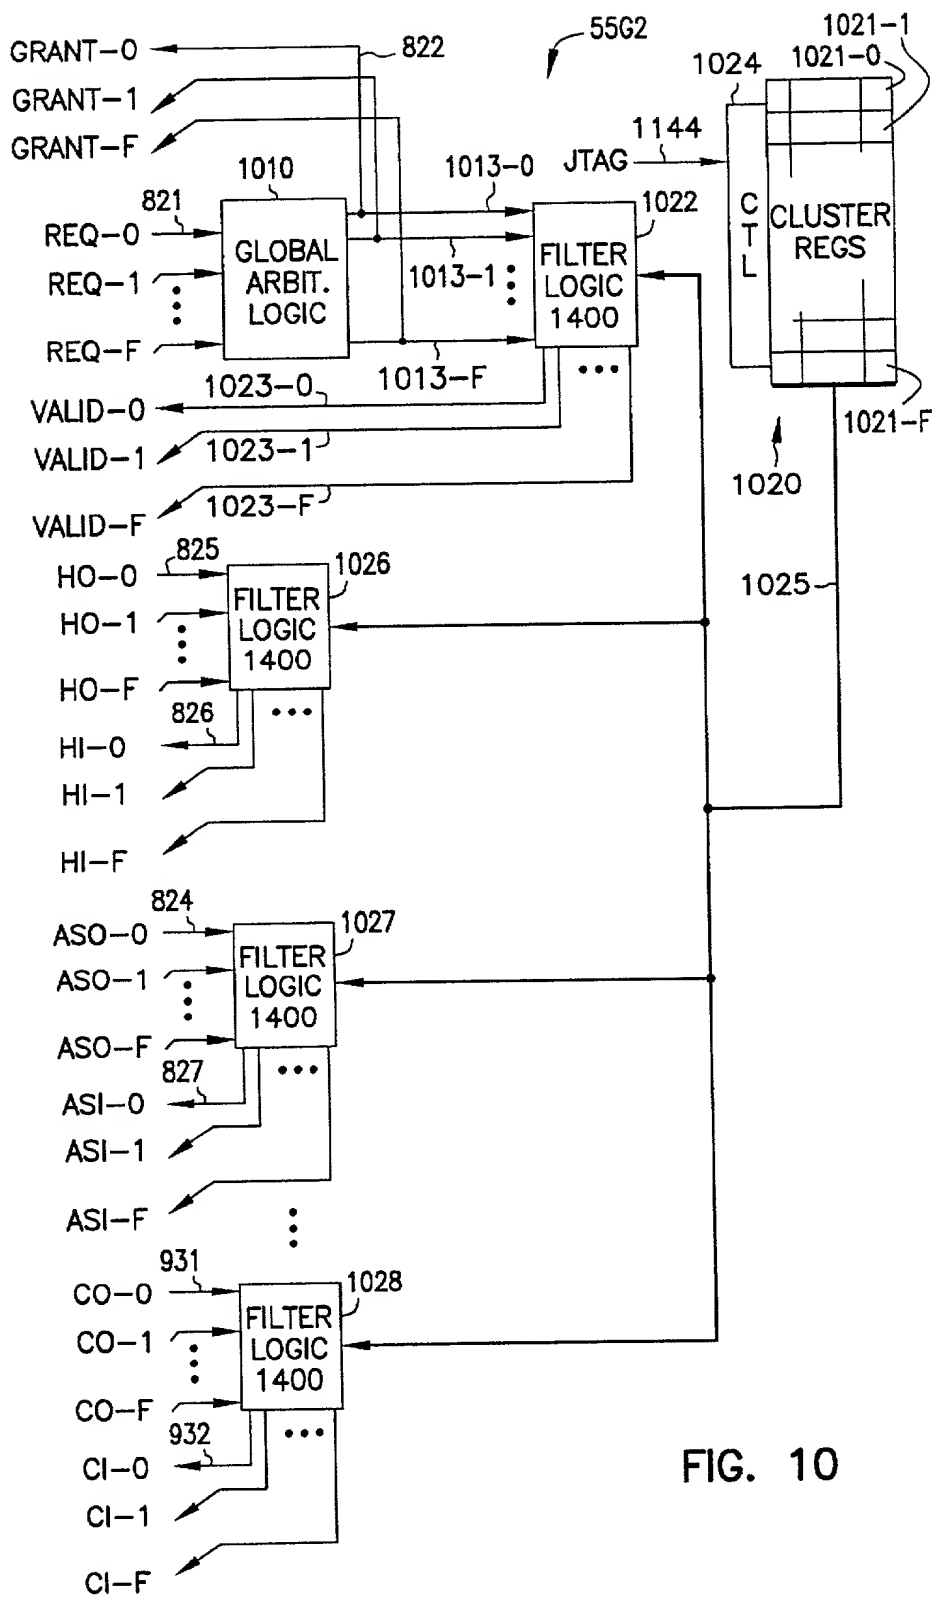 GRANT-0
822
55G2
1021-1
1021-0
1024
GRANT-1
GRANT-F
JTAG
1144
1010
1013-0
1022
821
REQ-0
GLOBAL
ARBIT.
LOGIC
FILTER
LOGIC
1400
CTL
CLUSTER
REGS
REQ-1
1013-1
REQ-F
1013-F
1023-0
VALID-0
1021-F
VALID-1
1023-1
1020
1023-F
VALID-F
825
1026
HO-0
FILTER
LOGIC
1400
1025
HO-1
HO-F
826
HI-0
HI-1
HI-F
824
1027
ASO-0
FILTER
LOGIC
1400
ASO-1
ASO-F
827
ASI-0
ASI-1
ASI-F
931
1028
CO-0
FILTER
LOGIC
1400
CO-1
CO-F
932
CI-0
CI-1
CI-F
FIG. 10